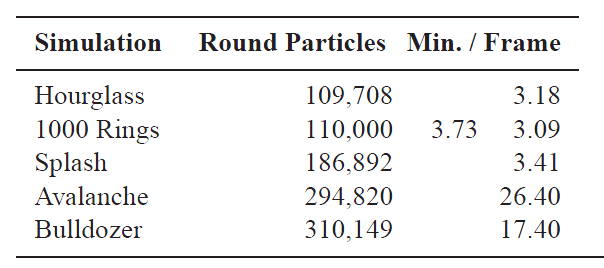 Simulation Round Particles Min. / Frame
Hourglass 109,708 3.18
1000 Rings 110,000 3.73 3.09
Splash 186,892 3.41
Avalanche 294,820 26.40
Bulldozer 310,149 17.40